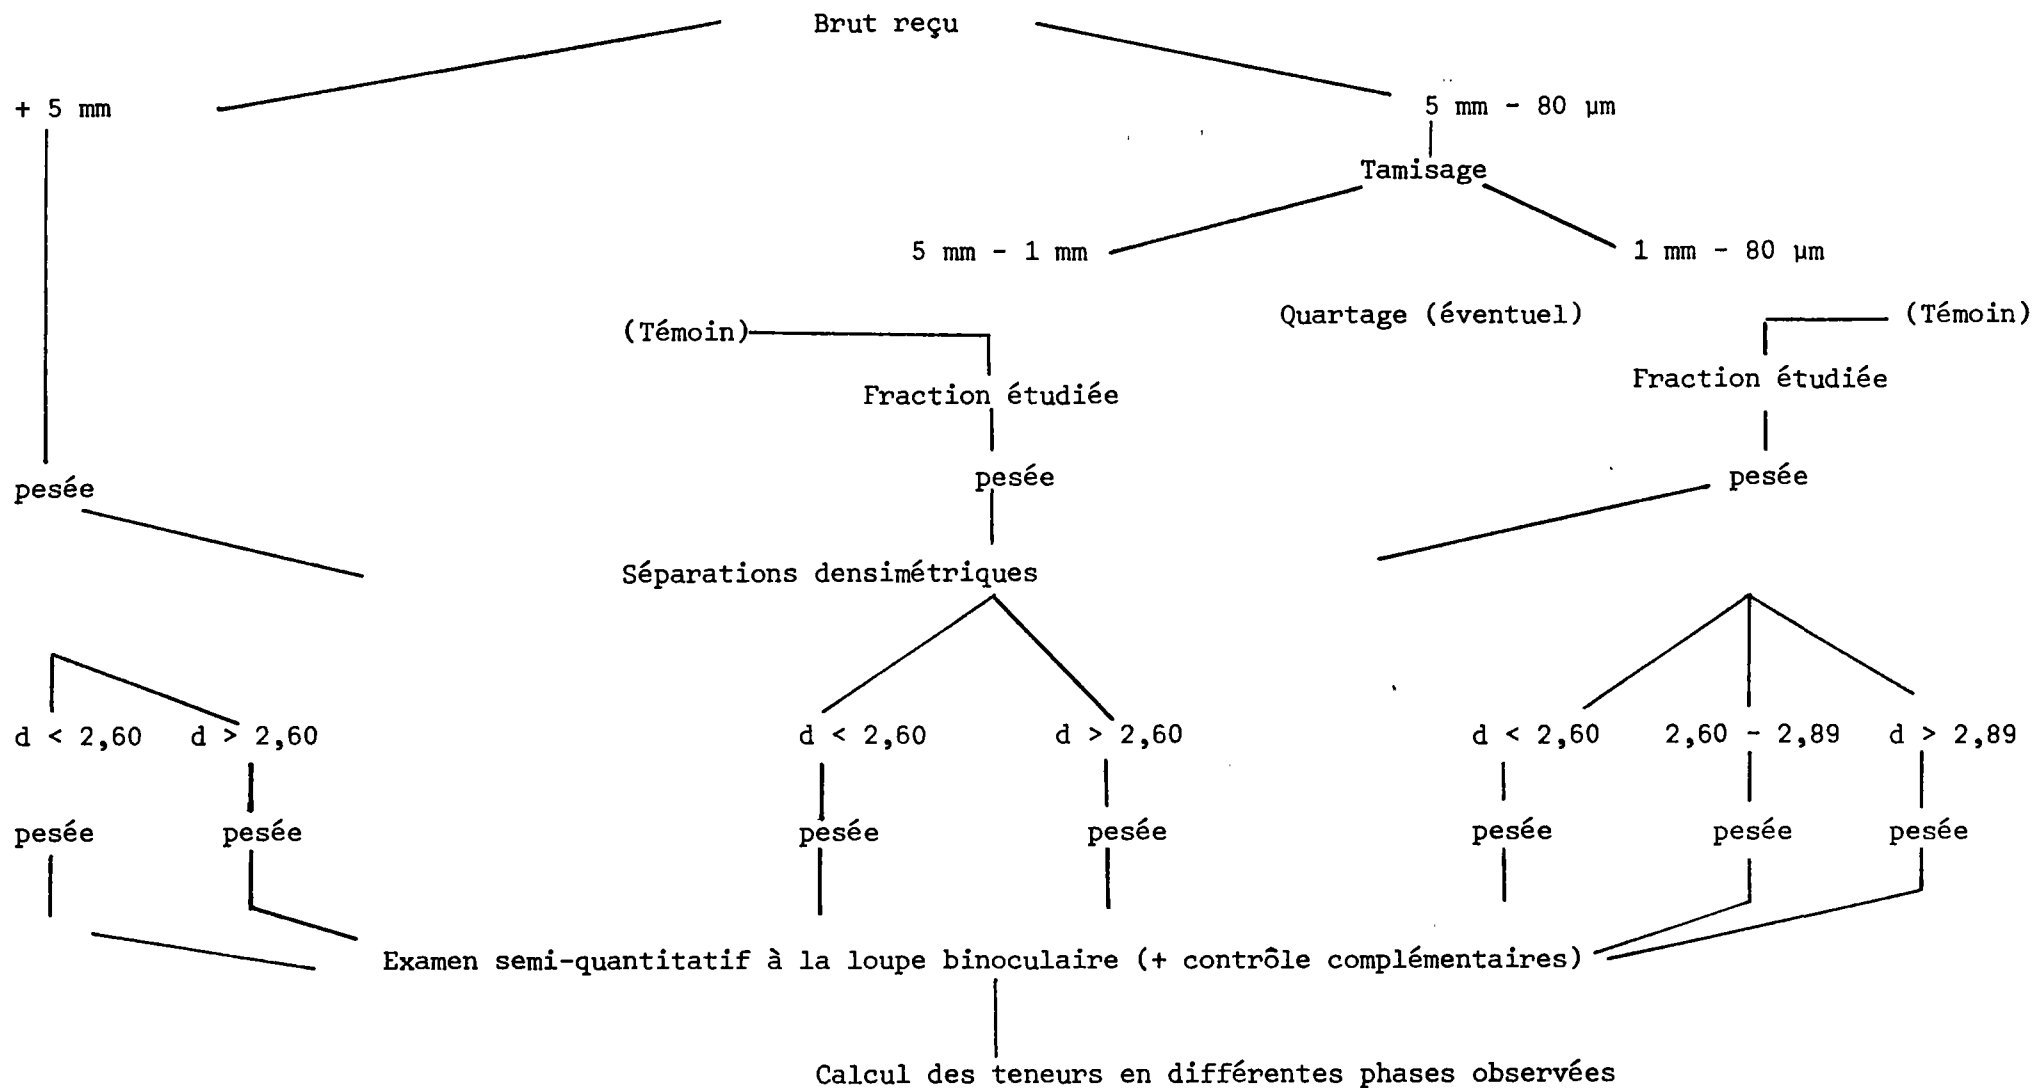 Brut reçu
+ 5 mm
5 mm - 80 µm
Tamisage
5 mm - 1 mm
1 mm - 80 µm
Quartage (éventuel)
(Témoin)
(Témoin)
Fraction étudiée
Fraction étudiée
pesée
pesée
pesée
Séparations densimétriques
d < 2,60
d > 2,60
d < 2,60
d > 2,60
d < 2,60
2,60 - 2,89
d > 2,89
pesée
pesée
pesée
pesée
pesée
pesée
pesée
Examen semi-quantitatif à la loupe binoculaire (+ contrôle complémentaires)
Calcul des teneurs en différentes phases observées